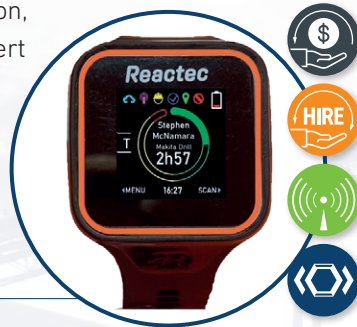 on,
ert
Reactec
Stephen
McNamara
Makita Drill
2h57
T
◂MENU 16:27 SCAN▸
$
HIRE